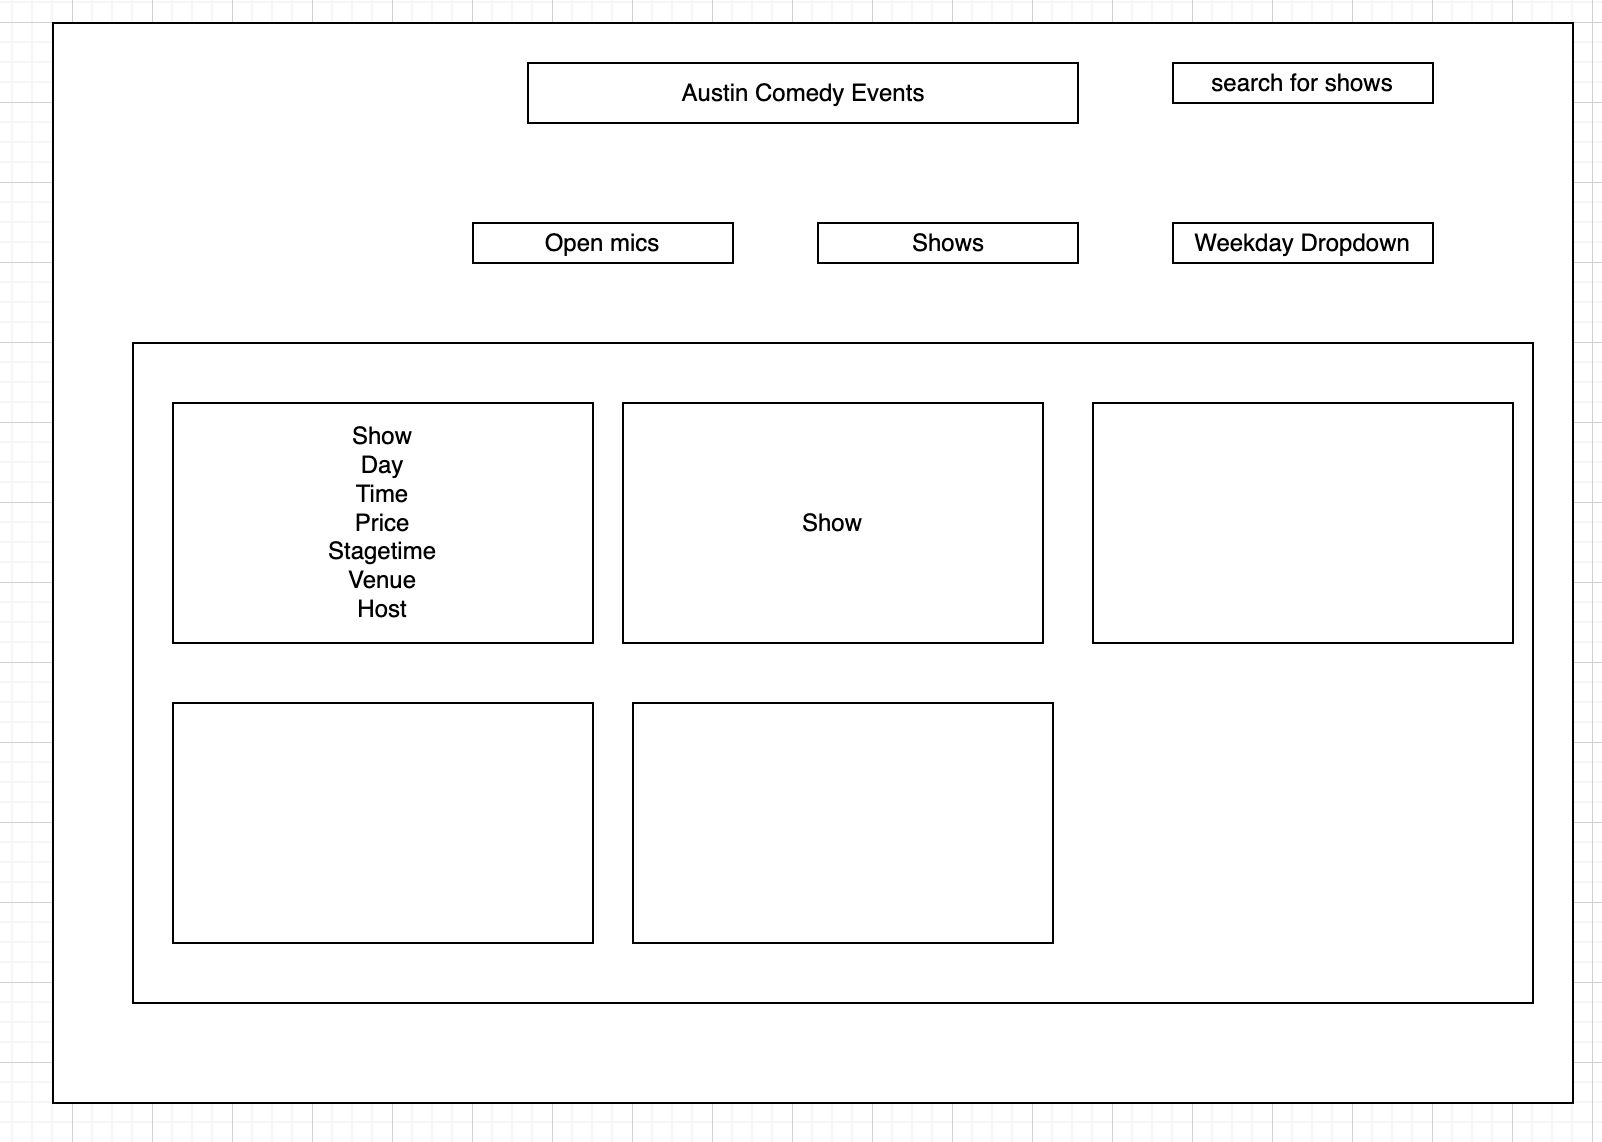 Austin Comedy Events
search for shows
Open mics
Shows
Weekday Dropdown
Show
Day
Time
Price
Stagetime
Venue
Host
Show